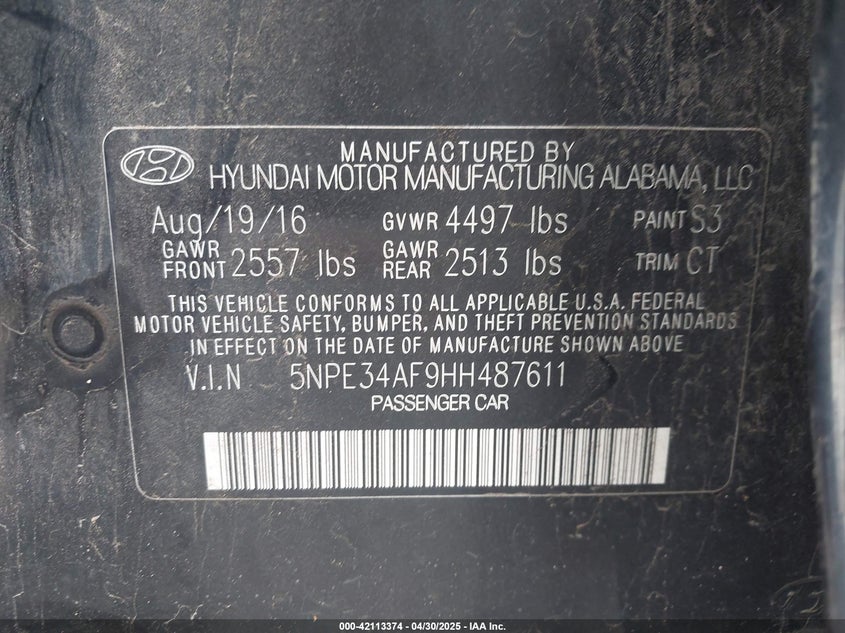 MANUFACTURED BY
HYUNDAI MOTOR MANUFACTURING ALABAMA, LLC
Aug/19/16 GVWR 4497 lbs PAINT S3
GAWR FRONT 2557 lbs GAWR REAR 2513 lbs TRIM CT
THIS VEHICLE CONFORMS TO ALL APPLICABLE U.S.A. FEDERAL
MOTOR VEHICLE SAFETY, BUMPER, AND THEFT PREVENTION STANDARDS
IN EFFECT ON THE DATE OF MANUFACTURE SHOWN ABOVE
V.I.N 5NPE34AF9HH487611
PASSENGER CAR
000-42113374 - 04/30/2025 - IAA Inc.